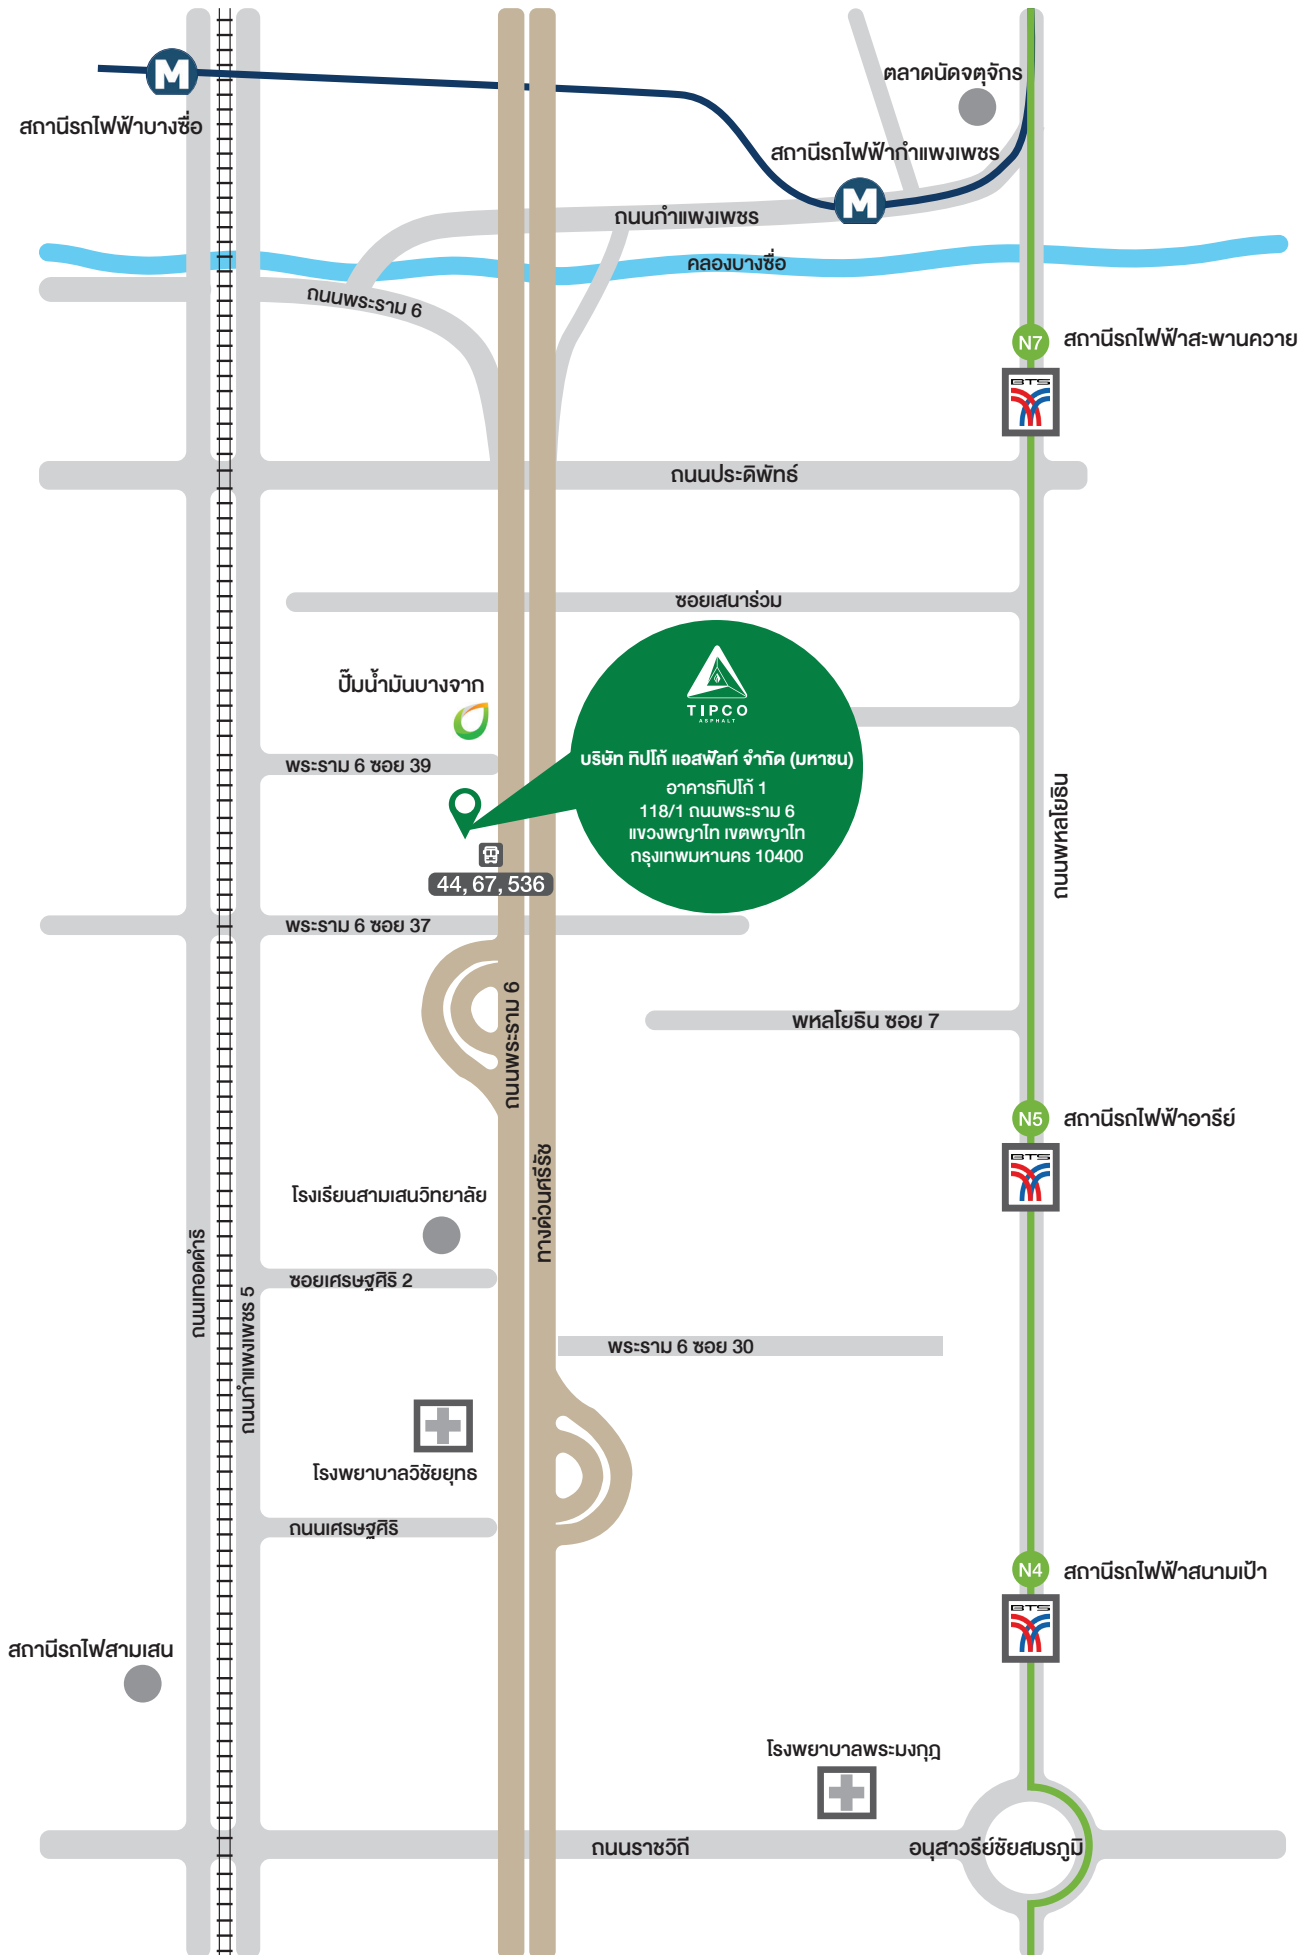 M
ตลาดนัดจตุจักร
สถานีรถไฟฟ้าบางซื่อ
สถานีรถไฟฟ้ากำแพงเพชร
M
ถนนกำแพงเพชร
คลองบางซื่อ
ถนนพระราม 6
N7
สถานีรถไฟฟ้าสะพานควาย
BTS
ถนนประดิพัทธ์
ซอยเสนาร่วม
ปั๊มน้ำมันบางจาก
TIPCO
ASPHALT
บริษัท ทิปโก้ แอสฟัลท์ จำกัด (มหาชน)
อาคารทิปโก้ 1
118/1 ถนนพระราม 6
แขวงพญาไท เขตพญาไท
กรุงเทพมหานคร 10400
พระราม 6 ซอย 39
ถนนพหลโยธิน
44, 67, 536
พระราม 6 ซอย 37
ถนนพระราม 6
พหลโยธิน ซอย 7
N5
สถานีรถไฟฟ้าอารีย์
BTS
ทางด่วนศรีรัช
โรงเรียนสามเสนวิทยาลัย
ถนนเทอดดำริ
ซอยเศรษฐศิริ 2
ถนนกำแพงเพชร 5
พระราม 6 ซอย 30
โรงพยาบาลวิชัยยุทธ
ถนนเศรษฐศิริ
N4
สถานีรถไฟฟ้าสนามเป้า
BTS
สถานีรถไฟสามเสน
โรงพยาบาลพระมงกุฎ
ถนนราชวิถี
อนุสาวรีย์ชัยสมรภูมิ